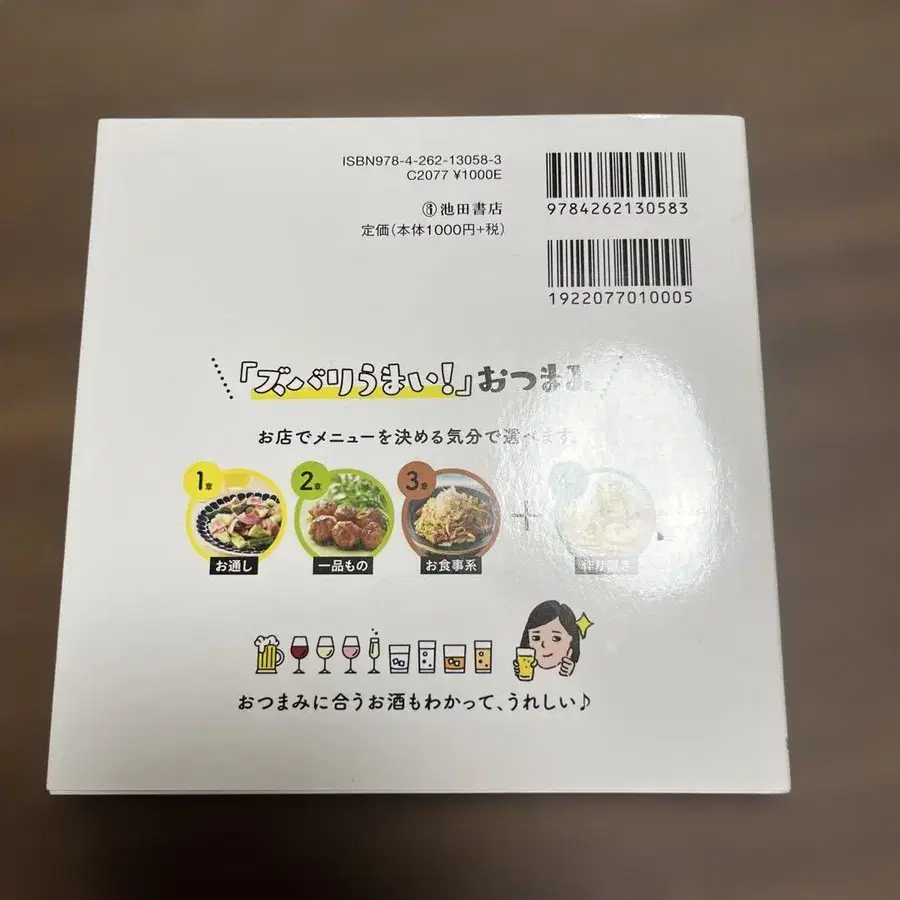 ISBN978-4-262-13058-3
C2077 ¥1000E
池田書店
定価(本体1000円+税)
9784262130583
1922077010005
「ズバリうまい!」おつまみ
お店でメニューを決める気分で選べます。
1章
お通し
2章
一品もの
3章
お食事系
+
おつまみに合うお酒もわかって、うれしい♪